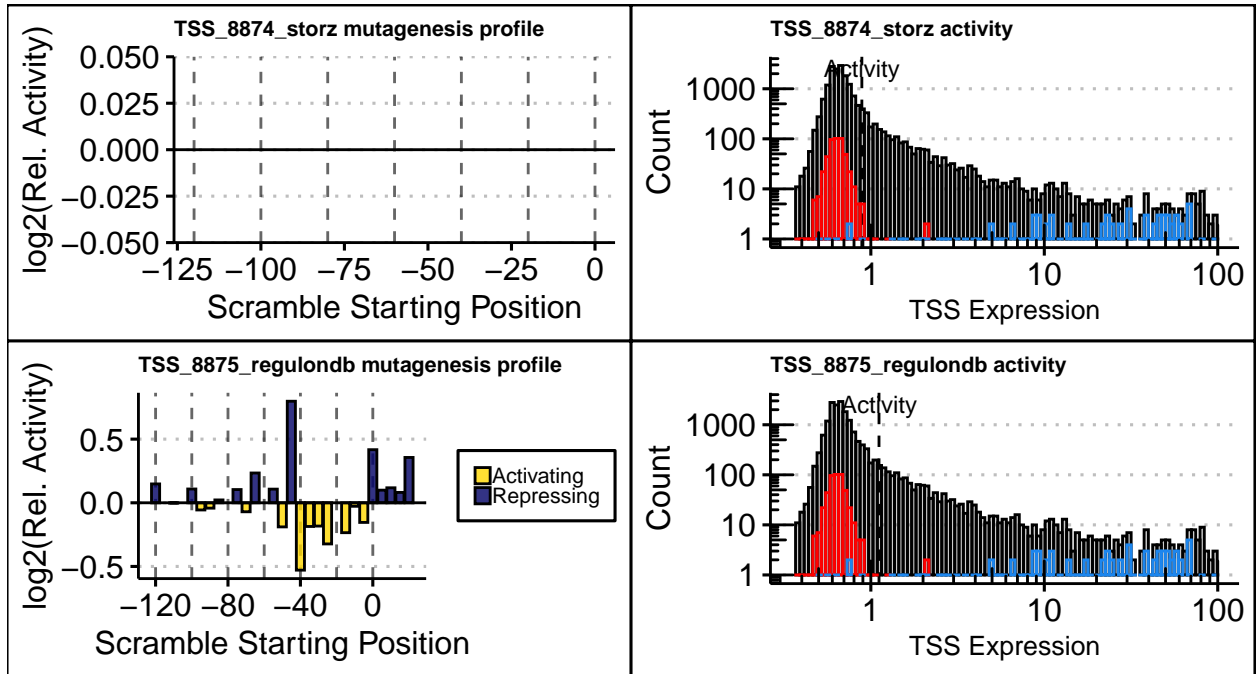 TSS_8874_storz mutagenesis profile
log2(Rel. Activity)
0.050
0.025
0.000
−0.025
−0.050
−125 −100 −75 −50 −25 0
Scramble Starting Position
TSS_8874_storz activity
Activity
Count
1000
100
10
1
1 10 100
TSS Expression
TSS_8875_regulondb mutagenesis profile
log2(Rel. Activity)
0.5
0.0
−0.5
−120 −80 −40 0
Scramble Starting Position
Activating
Repressing
TSS_8875_regulondb activity
Activity
Count
1000
100
10
1
1 10 100
TSS Expression